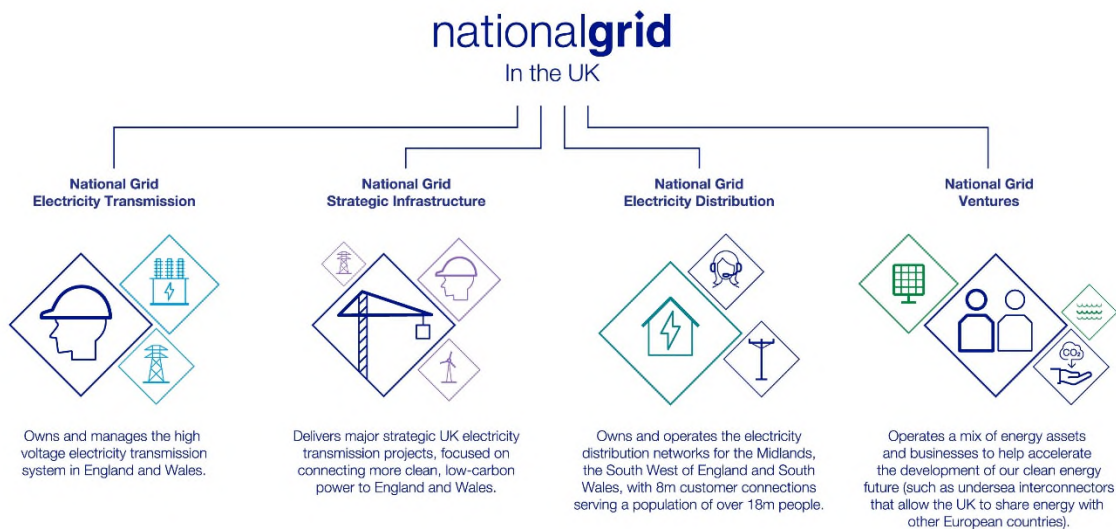 nationalgrid
In the UK
National Grid
Electricity Transmission
Owns and manages the high
voltage electricity transmission
system in England and Wales.
National Grid
Strategic Infrastructure
Delivers major strategic UK electricity
transmission projects, focused on
connecting more clean, low-carbon
power to England and Wales.
National Grid
Electricity Distribution
Owns and operates the electricity
distribution networks for the Midlands,
the South West of England and South
Wales, with 8m customer connections
serving a population of over 18m people.
National Grid
Ventures
CO₂
Operates a mix of energy assets
and businesses to help accelerate
the development of our clean energy
future (such as undersea interconnectors
that allow the UK to share energy with
other European countries).